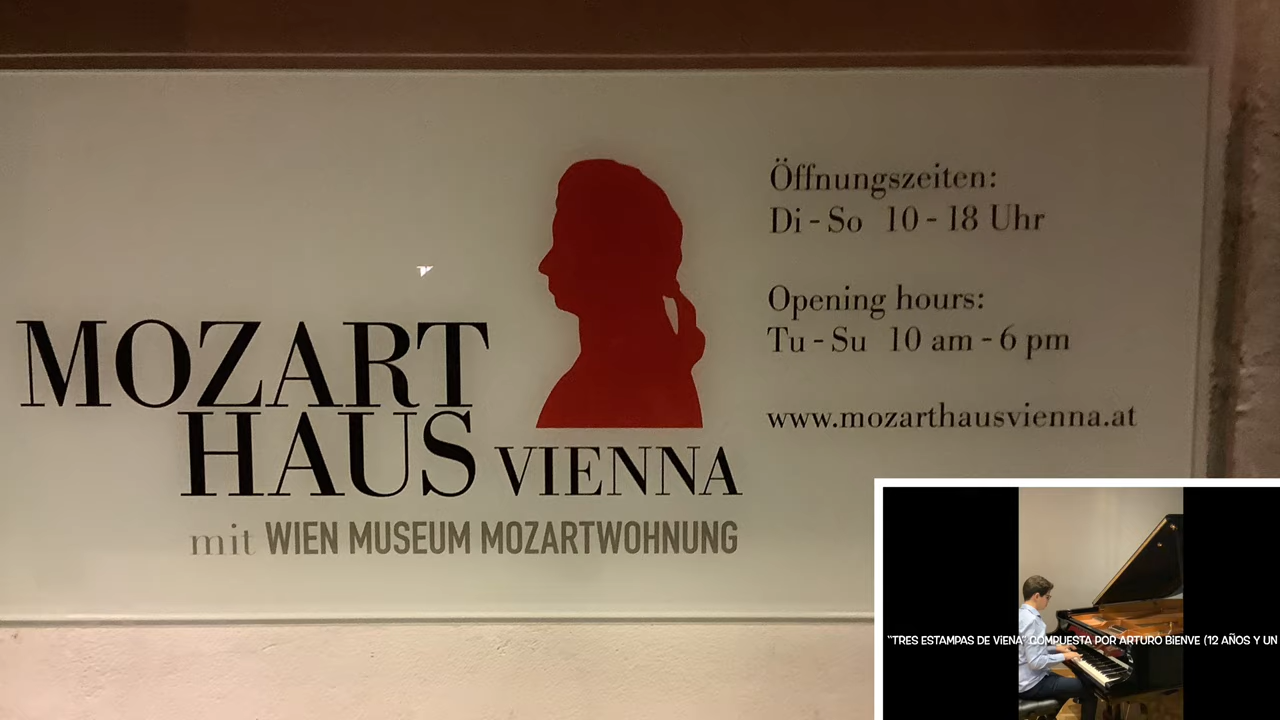 MOZART
HAUS VIENNA
mit WIEN MUSEUM MOZARTWOHNUNG
Öffnungszeiten:
Di - So 10 - 18 Uhr
Opening hours:
Tu - Su 10 am - 6 pm
www.mozarthausvienna.at
“TRES ESTAMPAS DE VIENA” COMPUESTA POR ARTURO BIENVE (12 AÑOS Y UN